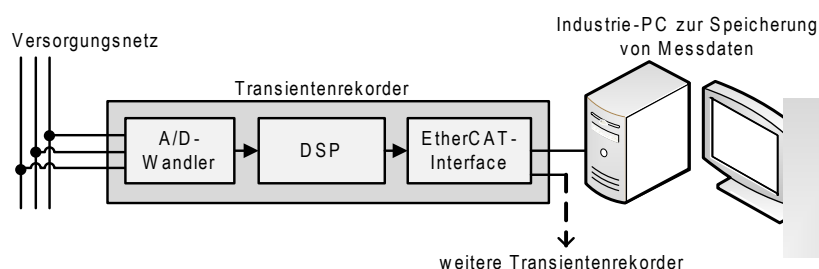 Industrie-PC zur Speicherung
von Messdaten
Versorgungsnetz
Transientenrekorder
A/D-
Wandler
DSP
EtherCAT-
Interface
weitere Transientenrekorder